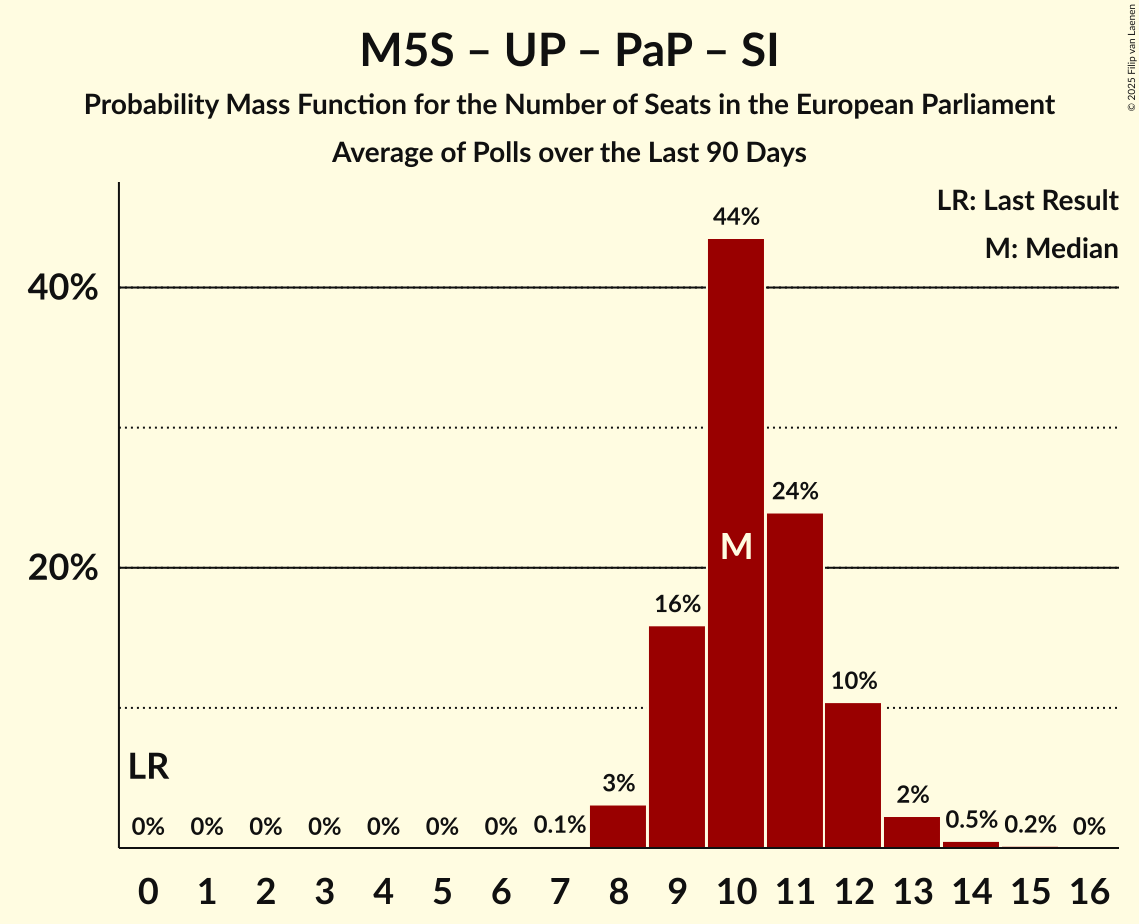 M5S – UP – PaP – SI
Probability Mass Function for the Number of Seats in the European Parliament
Average of Polls over the Last 90 Days
© 2025 Filip van Laenen
LR: Last Result
M: Median
40%
20%
44%
24%
16%
10%
3%
2%
0% 0% 0% 0% 0% 0% 0% 0.1% 0.5% 0.2% 0%
M
LR
0 1 2 3 4 5 6 7 8 9 10 11 12 13 14 15 16